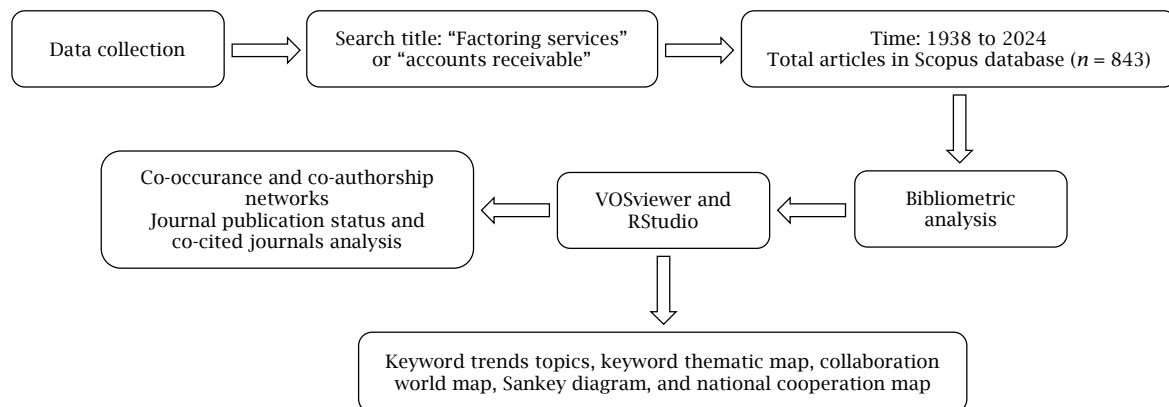 Data collection
Search title: “Factoring services”
or “accounts receivable”
Time: 1938 to 2024
Total articles in Scopus database (n = 843)
Bibliometric
analysis
VOSviewer and
RStudio
Co-occurance and co-authorship
networks
Journal publication status and
co-cited journals analysis
Keyword trends topics, keyword thematic map, collaboration
world map, Sankey diagram, and national cooperation map